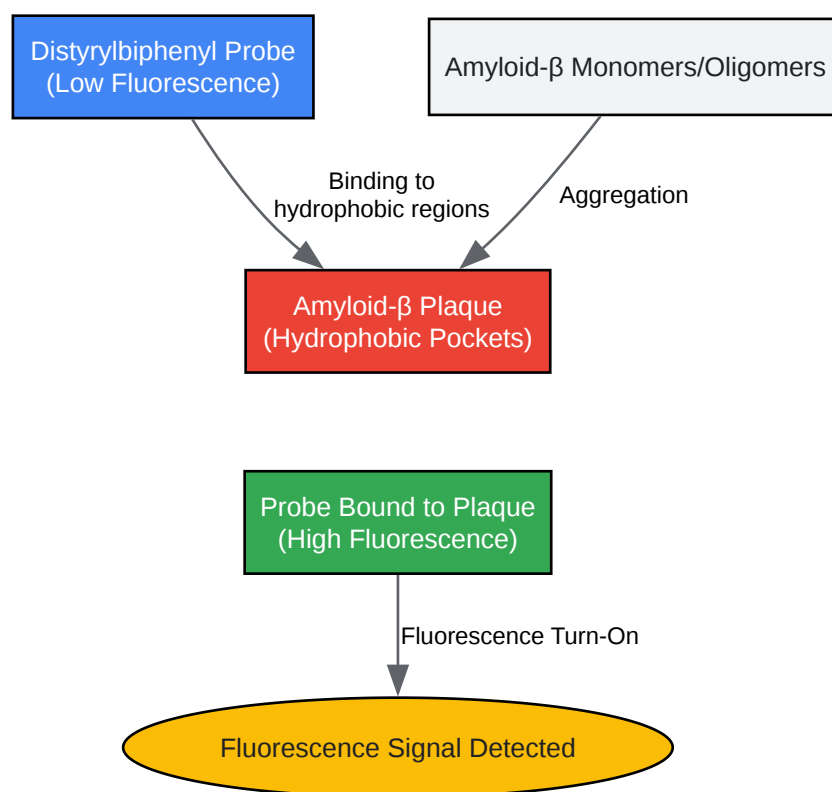 Distyrylbiphenyl Probe
(Low Fluorescence)
Amyloid-β Monomers/Oligomers
Binding to
hydrophobic regions
Aggregation
Amyloid-β Plaque
(Hydrophobic Pockets)
Probe Bound to Plaque
(High Fluorescence)
Fluorescence Turn-On
Fluorescence Signal Detected